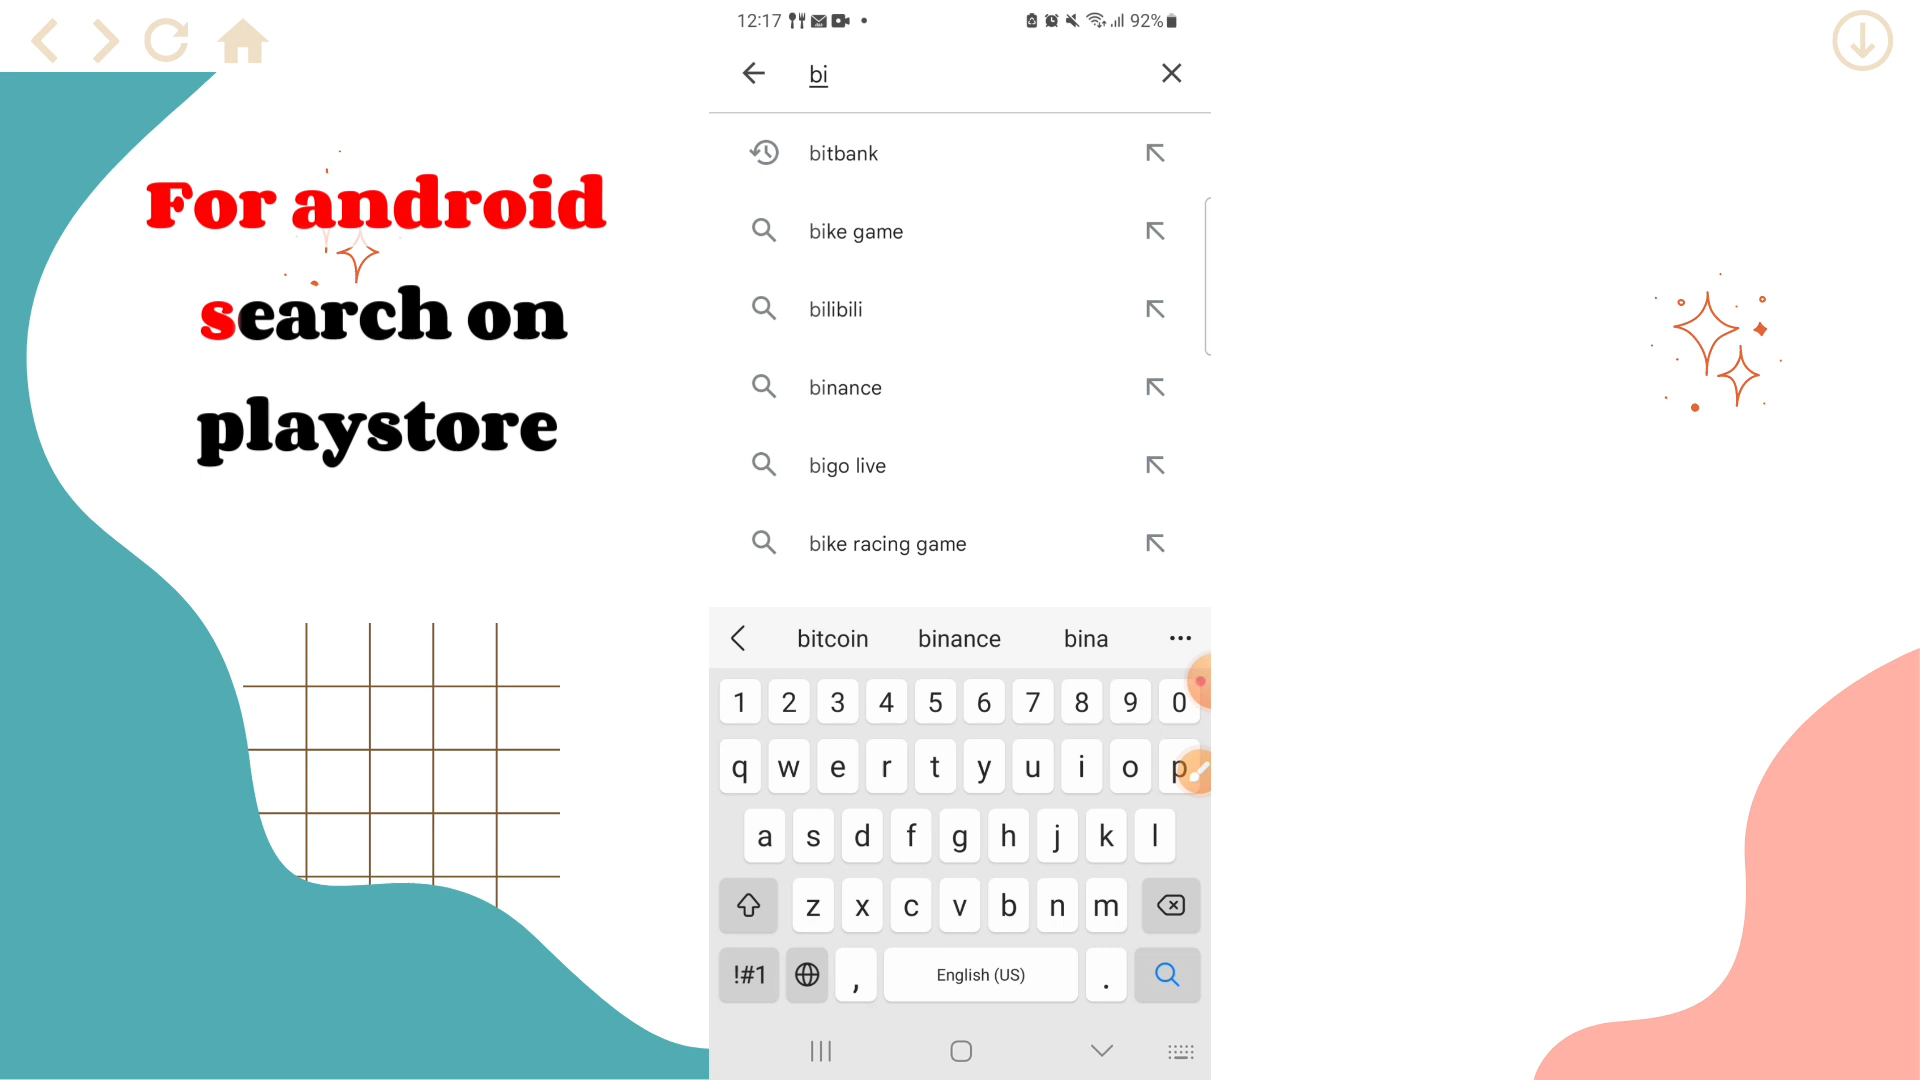 For android
search on
playstore
12:17
92%
bi
bitbank
bike game
bilibili
binance
bigo live
bike racing game
bitcoin binance bina
1 2 3 4 5 6 7 8 9 0
q w e r t y u i o p
a s d f g h j k l
z x c v b n m
!#1 , English (US) .